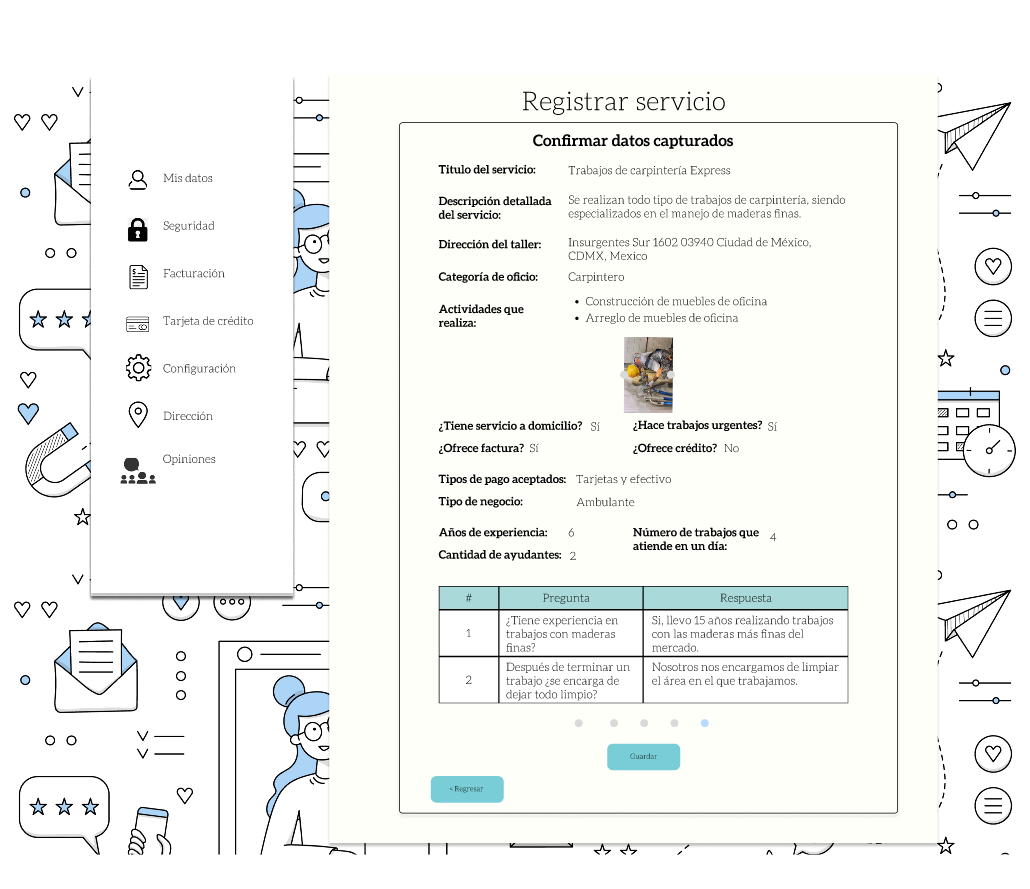 Registrar servicio
Confirmar datos capturados
Mis datos
Seguridad
Facturación
Tarjeta de crédito
Configuración
Dirección
Opiniones
Titulo del servicio: Trabajos de carpintería Express
Descripción detallada
del servicio:
Se realizan todo tipo de trabajos de carpintería, siendo
especializados en el manejo de maderas finas.
Dirección del taller:
Insurgentes Sur 1602 03940 Ciudad de México,
CDMX, Mexico
Categoría de oficio: Carpintero
Actividades que
realiza:
• Construcción de muebles de oficina
• Arreglo de muebles de oficina
¿Tiene servicio a domicilio? Sí ¿Hace trabajos urgentes? Sí
¿Ofrece factura? Sí ¿Ofrece crédito? No
Tipos de pago aceptados: Tarjetas y efectivo
Tipo de negocio: Ambulante
Años de experiencia: 6
Número de trabajos que
atiende en un día: 4
Cantidad de ayudantes: 2
# Pregunta Respuesta
1
¿Tiene experiencia en
trabajos con maderas
finas?
Si, llevo 15 años realizando trabajos
con las maderas más finas del
mercado.
2
Después de terminar un
trabajo ¿se encarga de
dejar todo limpio?
Nosotros nos encargamos de limpiar
el área en el que trabajamos.
Guardar
< Regresar